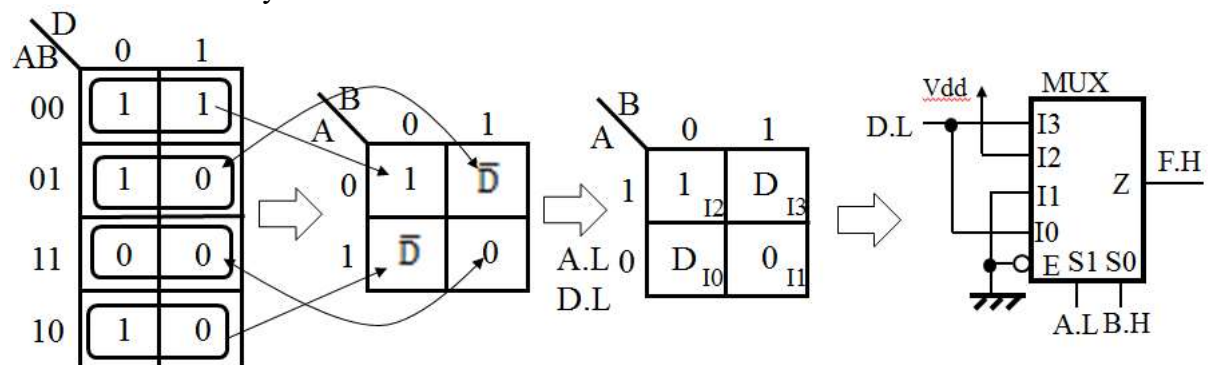 D
AB 0 1
00 1 1
01 1 0
11 0 0
10 1 0
B
A 0 1
0 1 D̅
1 D̅ 0
B
A 0 1
1 1 I2 D I3
A.L 0 D I0 0 I1
D.L
Vdd MUX
D.L I3
I2
I1 Z F.H
I0
E S1 S0
A.L B.H